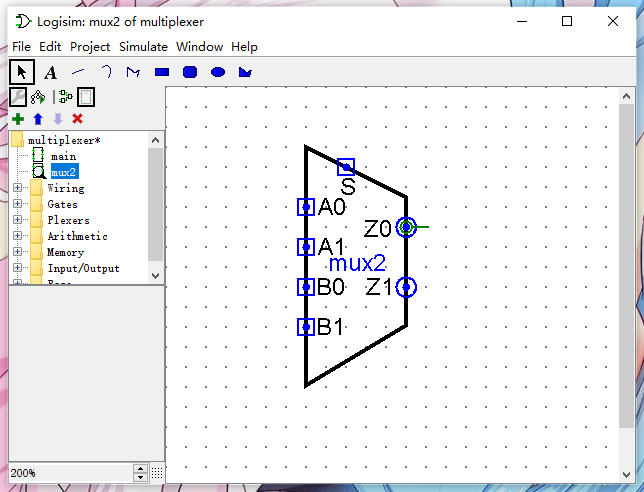 Logisim: mux2 of multiplexer
File Edit Project Simulate Window Help
A
multiplexer*
main
mux2
Wiring
Gates
Plexers
Arithmetic
Memory
Input/Output
S
A0
Z0
A1
mux2
B0
Z1
B1
200%